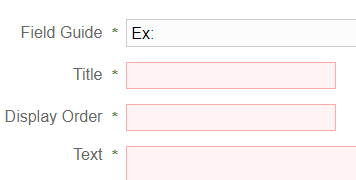 Field Guide * Ex:
Title *
Display Order *
Text *